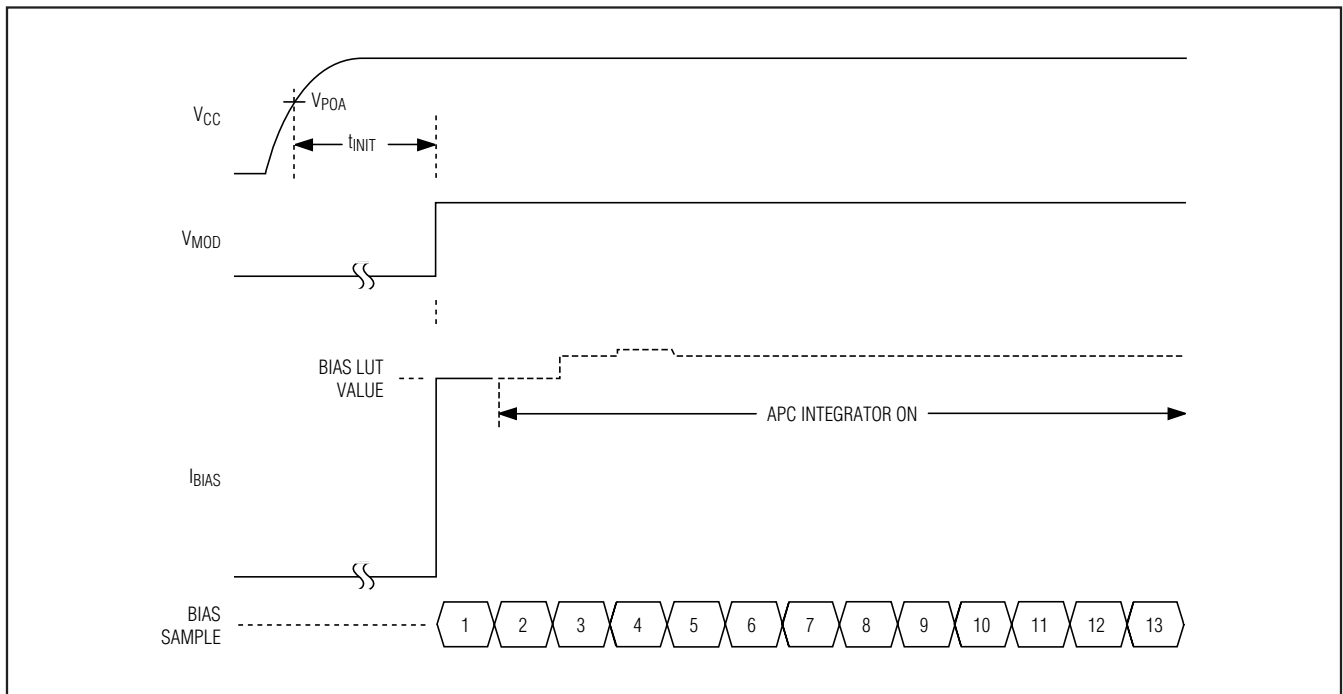 VCC
VPOA
tINIT
VMOD
BIAS LUT
VALUE
APC INTEGRATOR ON
IBIAS
BIAS
SAMPLE
1 2 3 4 5 6 7 8 9 10 11 12 13